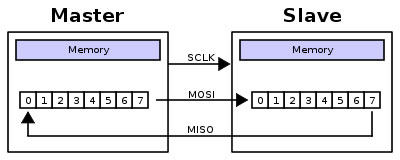 Master Slave
Memory Memory
SCLK
0 1 2 3 4 5 6 7 MOSI 0 1 2 3 4 5 6 7
MISO